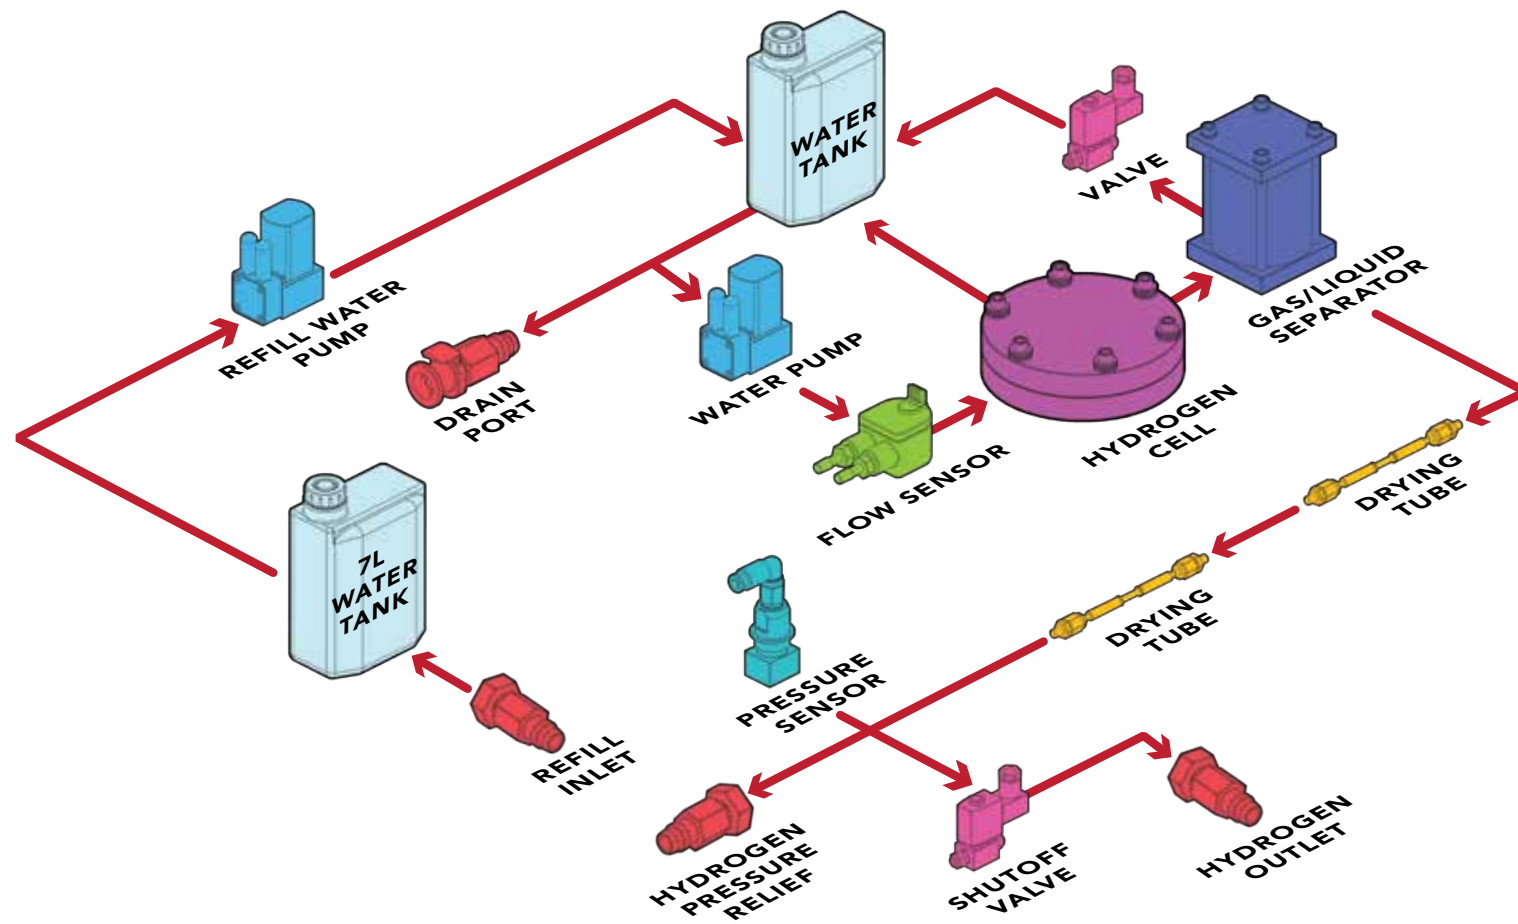 WATER
TANK
VALVE
GAS/LIQUID
SEPARATOR
REFILL WATER
PUMP
DRAIN
PORT
WATER PUMP
HYDROGEN
CELL
FLOW SENSOR
DRYING
TUBE
7L
WATER
TANK
DRYING
TUBE
PRESSURE
SENSOR
REFILL
INLET
HYDROGEN
PRESSURE
RELIEF
SHUTOFF
VALVE
HYDROGEN
OUTLET